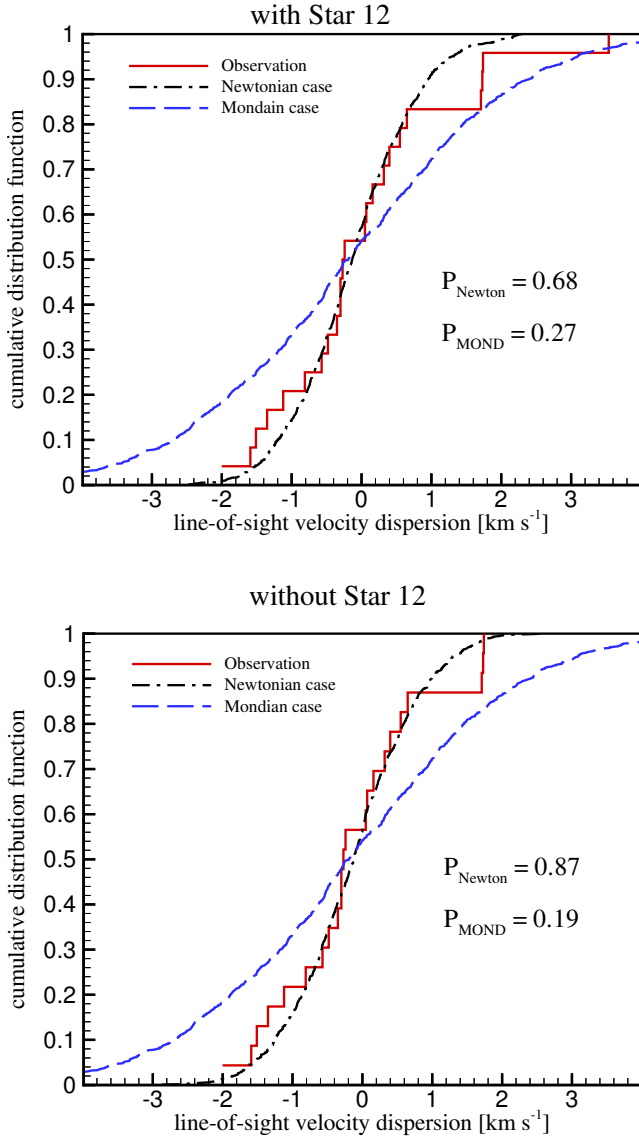 with Star 12
1
0.9
0.8
0.7
0.6
0.5
0.4
0.3
0.2
0.1
0
cumulative distribution function
Observation
Newtonian case
Mondain case
P_Newton = 0.68
P_MOND = 0.27
-3 -2 -1 0 1 2 3
line-of-sight velocity dispersion [km s⁻¹]
without Star 12
1
0.9
0.8
0.7
0.6
0.5
0.4
0.3
0.2
0.1
0
cumulative distribution function
Observation
Newtonian case
Mondian case
P_Newton = 0.87
P_MOND = 0.19
-3 -2 -1 0 1 2 3
line-of-sight velocity dispersion [km s⁻¹]